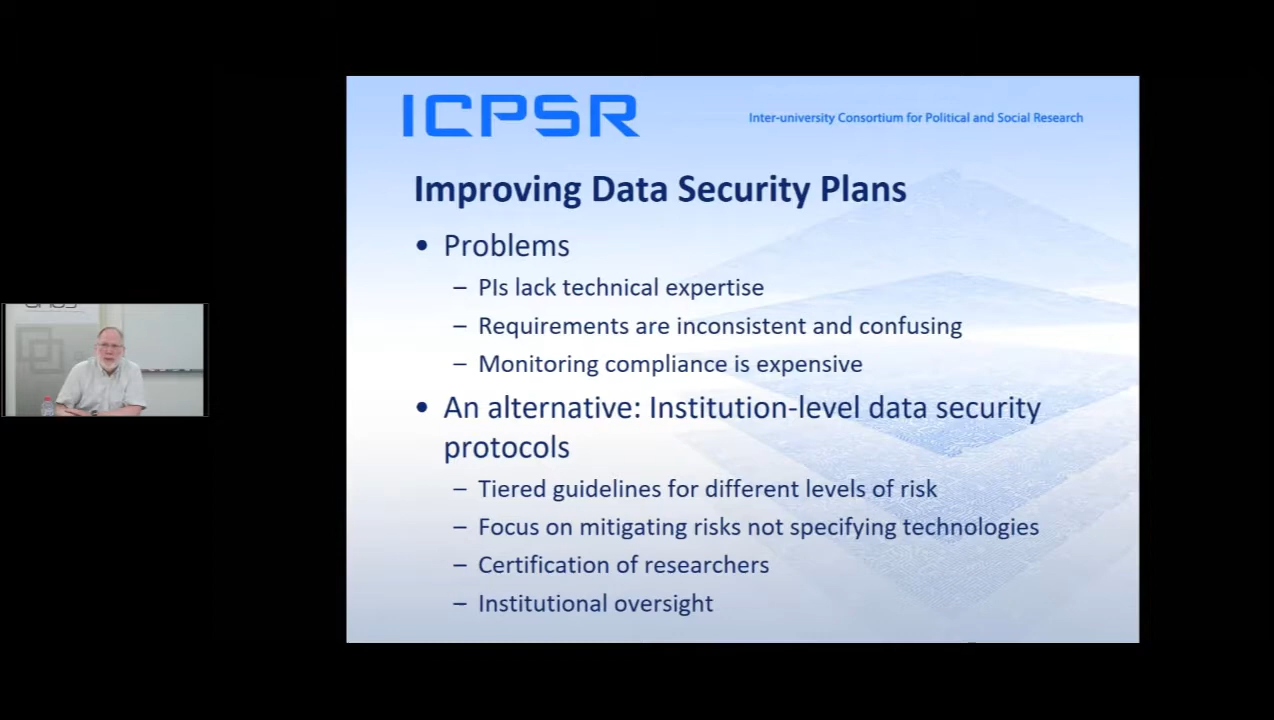 ICPSR
Inter-university Consortium for Political and Social Research
Improving Data Security Plans
• Problems
– PIs lack technical expertise
– Requirements are inconsistent and confusing
– Monitoring compliance is expensive
• An alternative: Institution-level data security
protocols
– Tiered guidelines for different levels of risk
– Focus on mitigating risks not specifying technologies
– Certification of researchers
– Institutional oversight